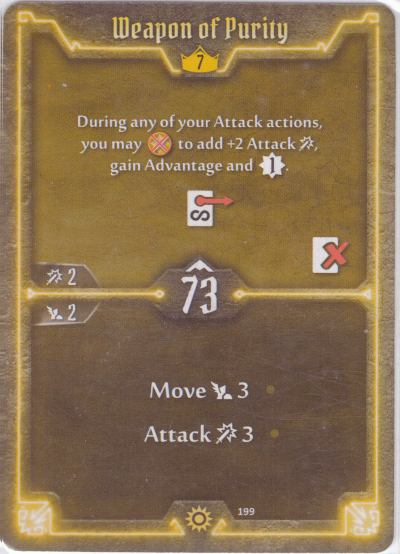 Weapon of Purity
7
During any of your Attack actions,
you may to add +2 Attack ,
gain Advantage and 1.
2
73
2
Move 3
Attack 3
199